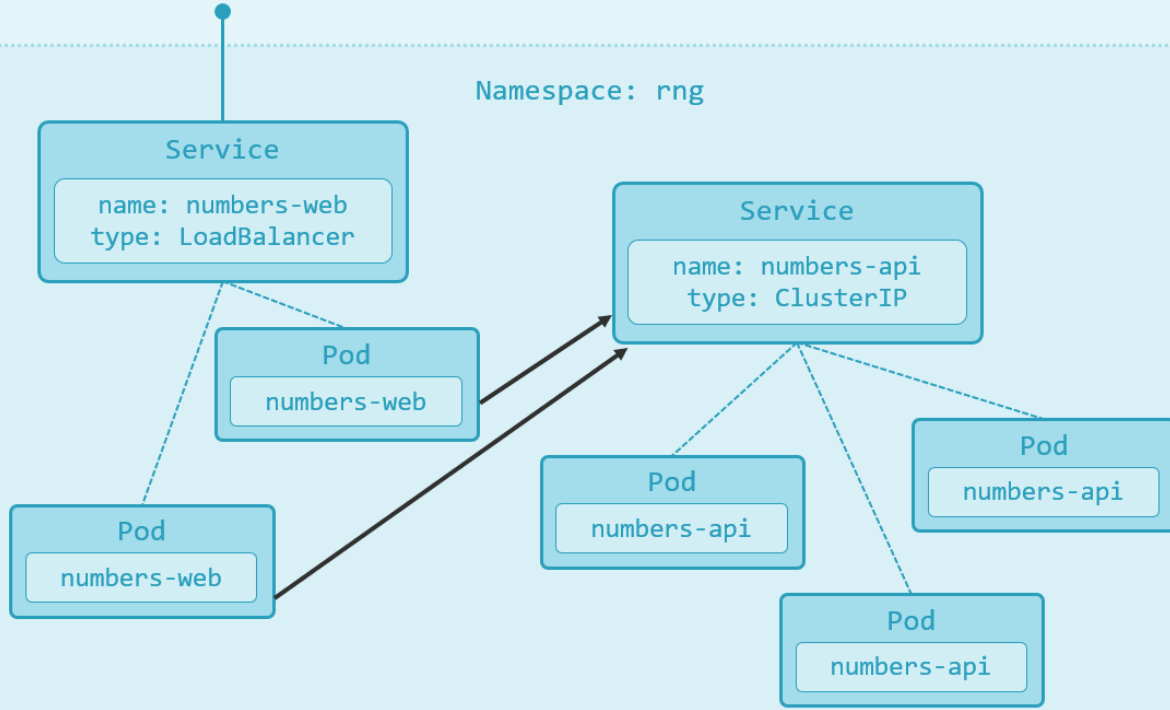 Namespace: rng
Service
name: numbers-web
type: LoadBalancer
Service
name: numbers-api
type: ClusterIP
Pod
numbers-web
Pod
numbers-web
Pod
numbers-api
Pod
numbers-api
Pod
numbers-api